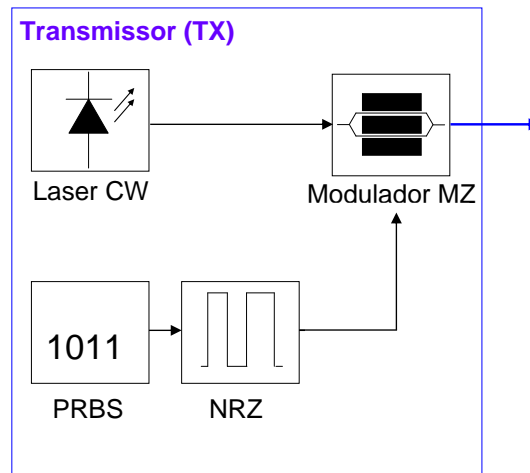 Transmissor (TX)
Laser CW
Modulador MZ
1011
PRBS
NRZ